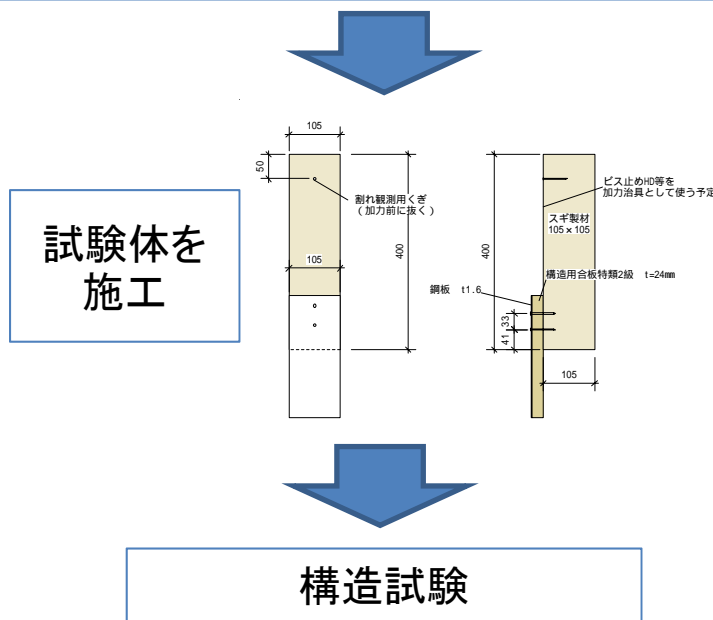 105
50
割れ観測用くぎ
(加力前に抜く)
400
105
試験体を
施工
ビス止めHD等を
加力治具として使う予定
スギ製材
105×105
400
構造用合板特類2級 t=24mm
鋼板 t1.6
33
41
105
構造試験